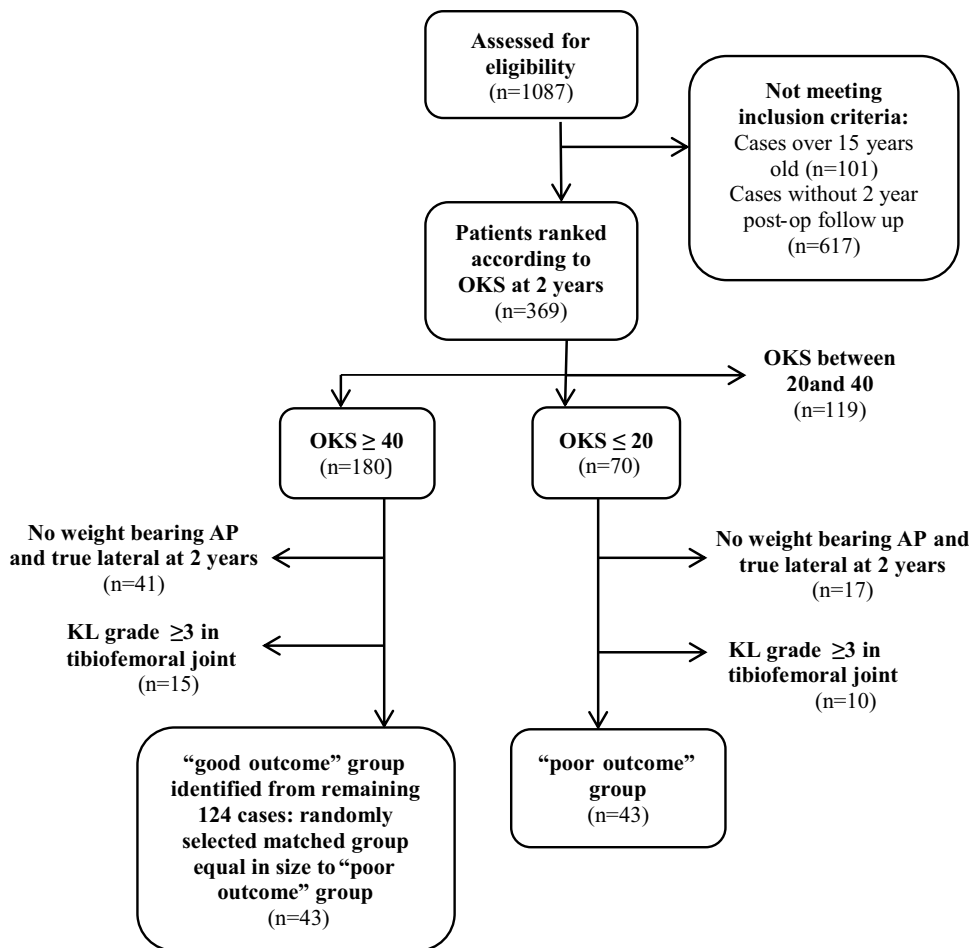 Assessed for
eligibility
(n=1087)
Not meeting
inclusion criteria:
Cases over 15 years
old (n=101)
Cases without 2 year
post-op follow up
(n=617)
Patients ranked
according to
OKS at 2 years
(n=369)
OKS between
20and 40
(n=119)
OKS ≥ 40
(n=180)
OKS ≤ 20
(n=70)
No weight bearing AP
and true lateral at 2 years
(n=41)
No weight bearing AP and
true lateral at 2 years
(n=17)
KL grade ≥3 in
tibiofemoral joint
(n=15)
KL grade ≥3 in
tibiofemoral joint
(n=10)
“good outcome” group
identified from remaining
124 cases: randomly
selected matched group
equal in size to “poor
outcome” group
(n=43)
“poor outcome”
group
(n=43)